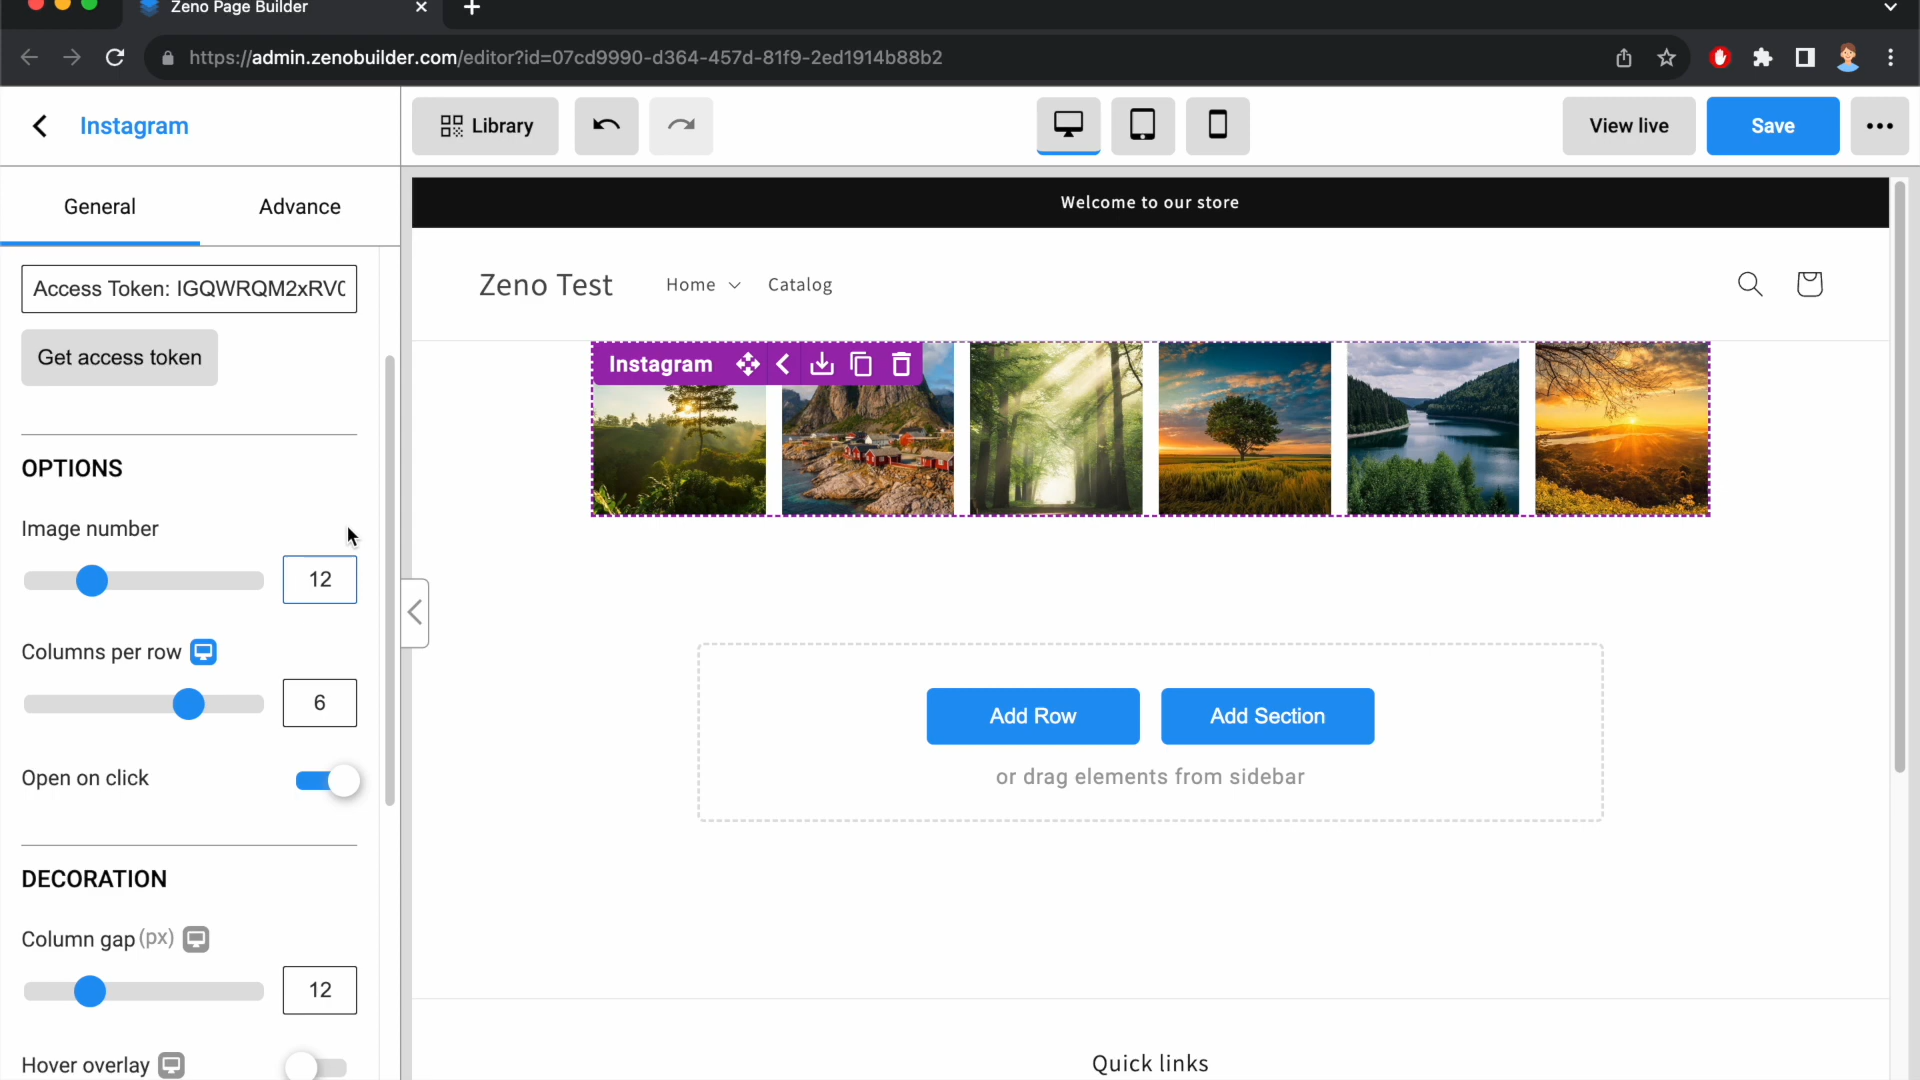 Zeno Page Builder
https://admin.zenobuilder.com/editor?id=07cd9990-d364-457d-81f9-2ed1914b88b2
Instagram
Library
View live
Save
General
Advance
Access Token: IGQWRQM2xRVC
Get access token
OPTIONS
Image number
12
Columns per row
6
Open on click
DECORATION
Column gap (px)
12
Hover overlay
Welcome to our store
Zeno Test
Home
Catalog
Instagram
Add Row
Add Section
or drag elements from sidebar
Quick links